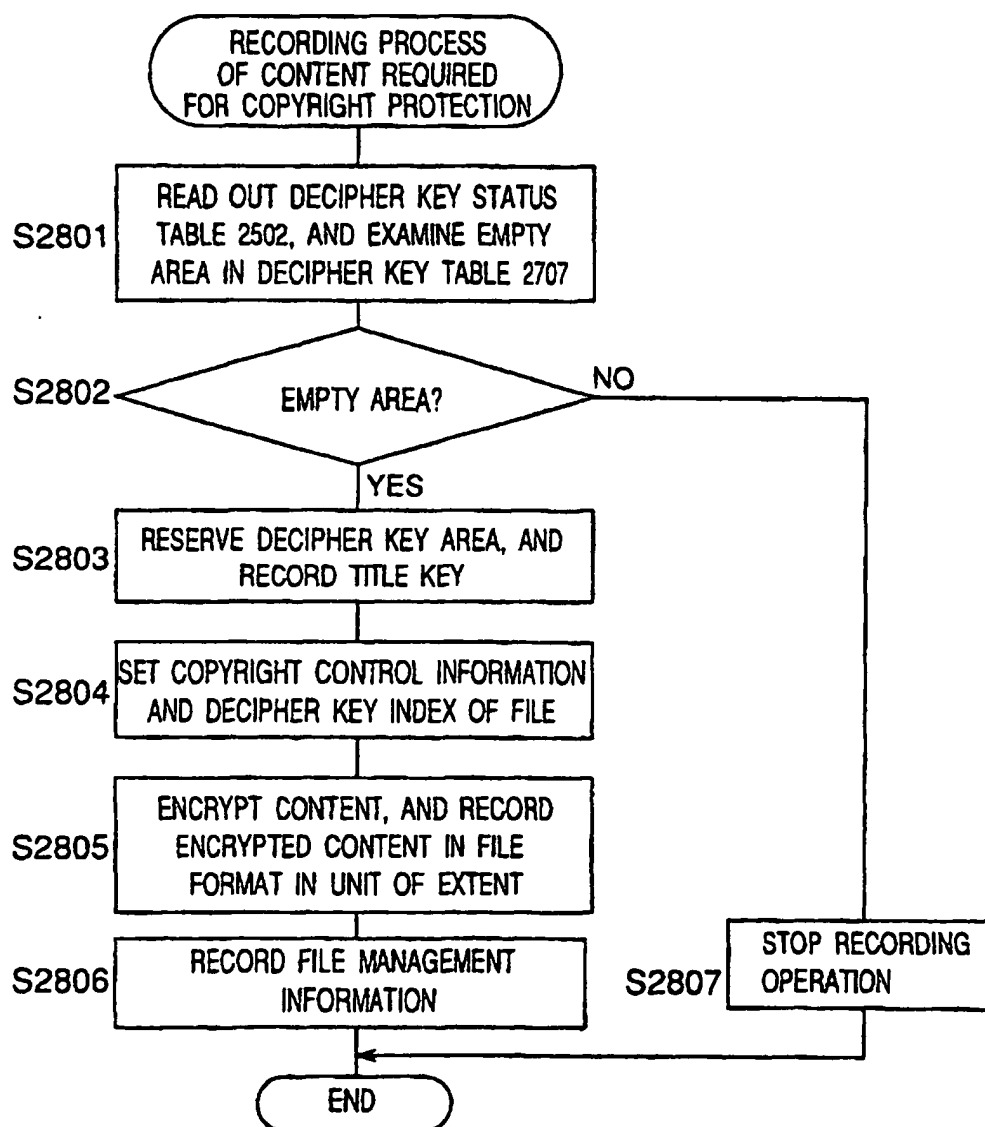 RECORDING PROCESS
OF CONTENT REQUIRED
FOR COPYRIGHT PROTECTION
S2801
READ OUT DECIPHER KEY STATUS
TABLE 2502, AND EXAMINE EMPTY
AREA IN DECIPHER KEY TABLE 2707
S2802
EMPTY AREA?
NO
YES
S2803
RESERVE DECIPHER KEY AREA, AND
RECORD TITLE KEY
S2804
SET COPYRIGHT CONTROL INFORMATION
AND DECIPHER KEY INDEX OF FILE
S2805
ENCRYPT CONTENT, AND RECORD
ENCRYPTED CONTENT IN FILE
FORMAT IN UNIT OF EXTENT
S2806
RECORD FILE MANAGEMENT
INFORMATION
S2807
STOP RECORDING
OPERATION
END